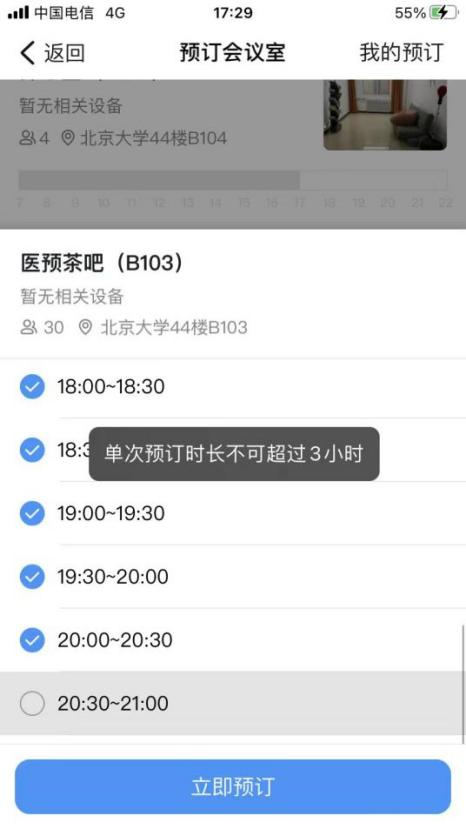 中国电信 4G 17:29 55%
返回 预订会议室 我的预订
暂无相关设备
4 北京大学44楼B104
7 8 9 10 11 12 13 14 15 16 17 18 19 20 21 22
医预茶吧（B103）
暂无相关设备
30 北京大学44楼B103
18:00~18:30
18:3
单次预订时长不可超过3小时
19:00~19:30
19:30~20:00
20:00~20:30
20:30~21:00
立即预订